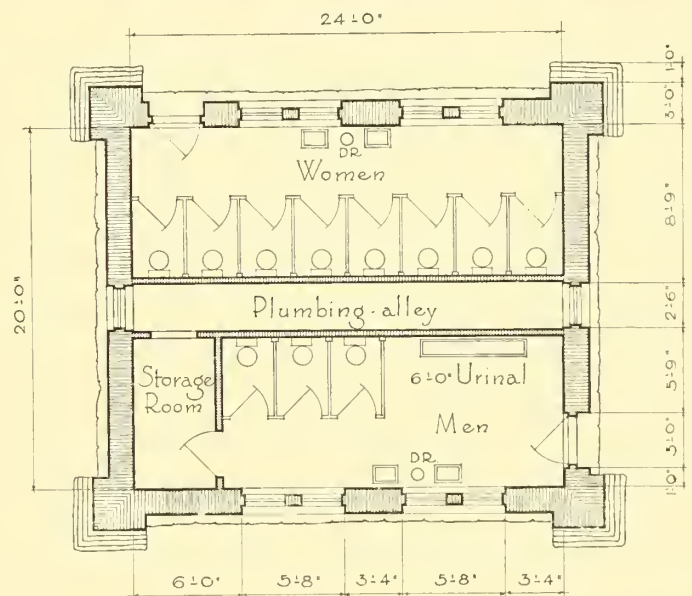 24'-0"
1'-0"
3'-0"
DR
Women
8'-9"
20'-0"
Plumbing-alley
2'-6"
Storage
Room
6'-0" Urinal
5'-9"
Men
DR
3'-0"
1'-0"
6'-0"
5'-8"
3'-4"
5'-8"
3'-4"